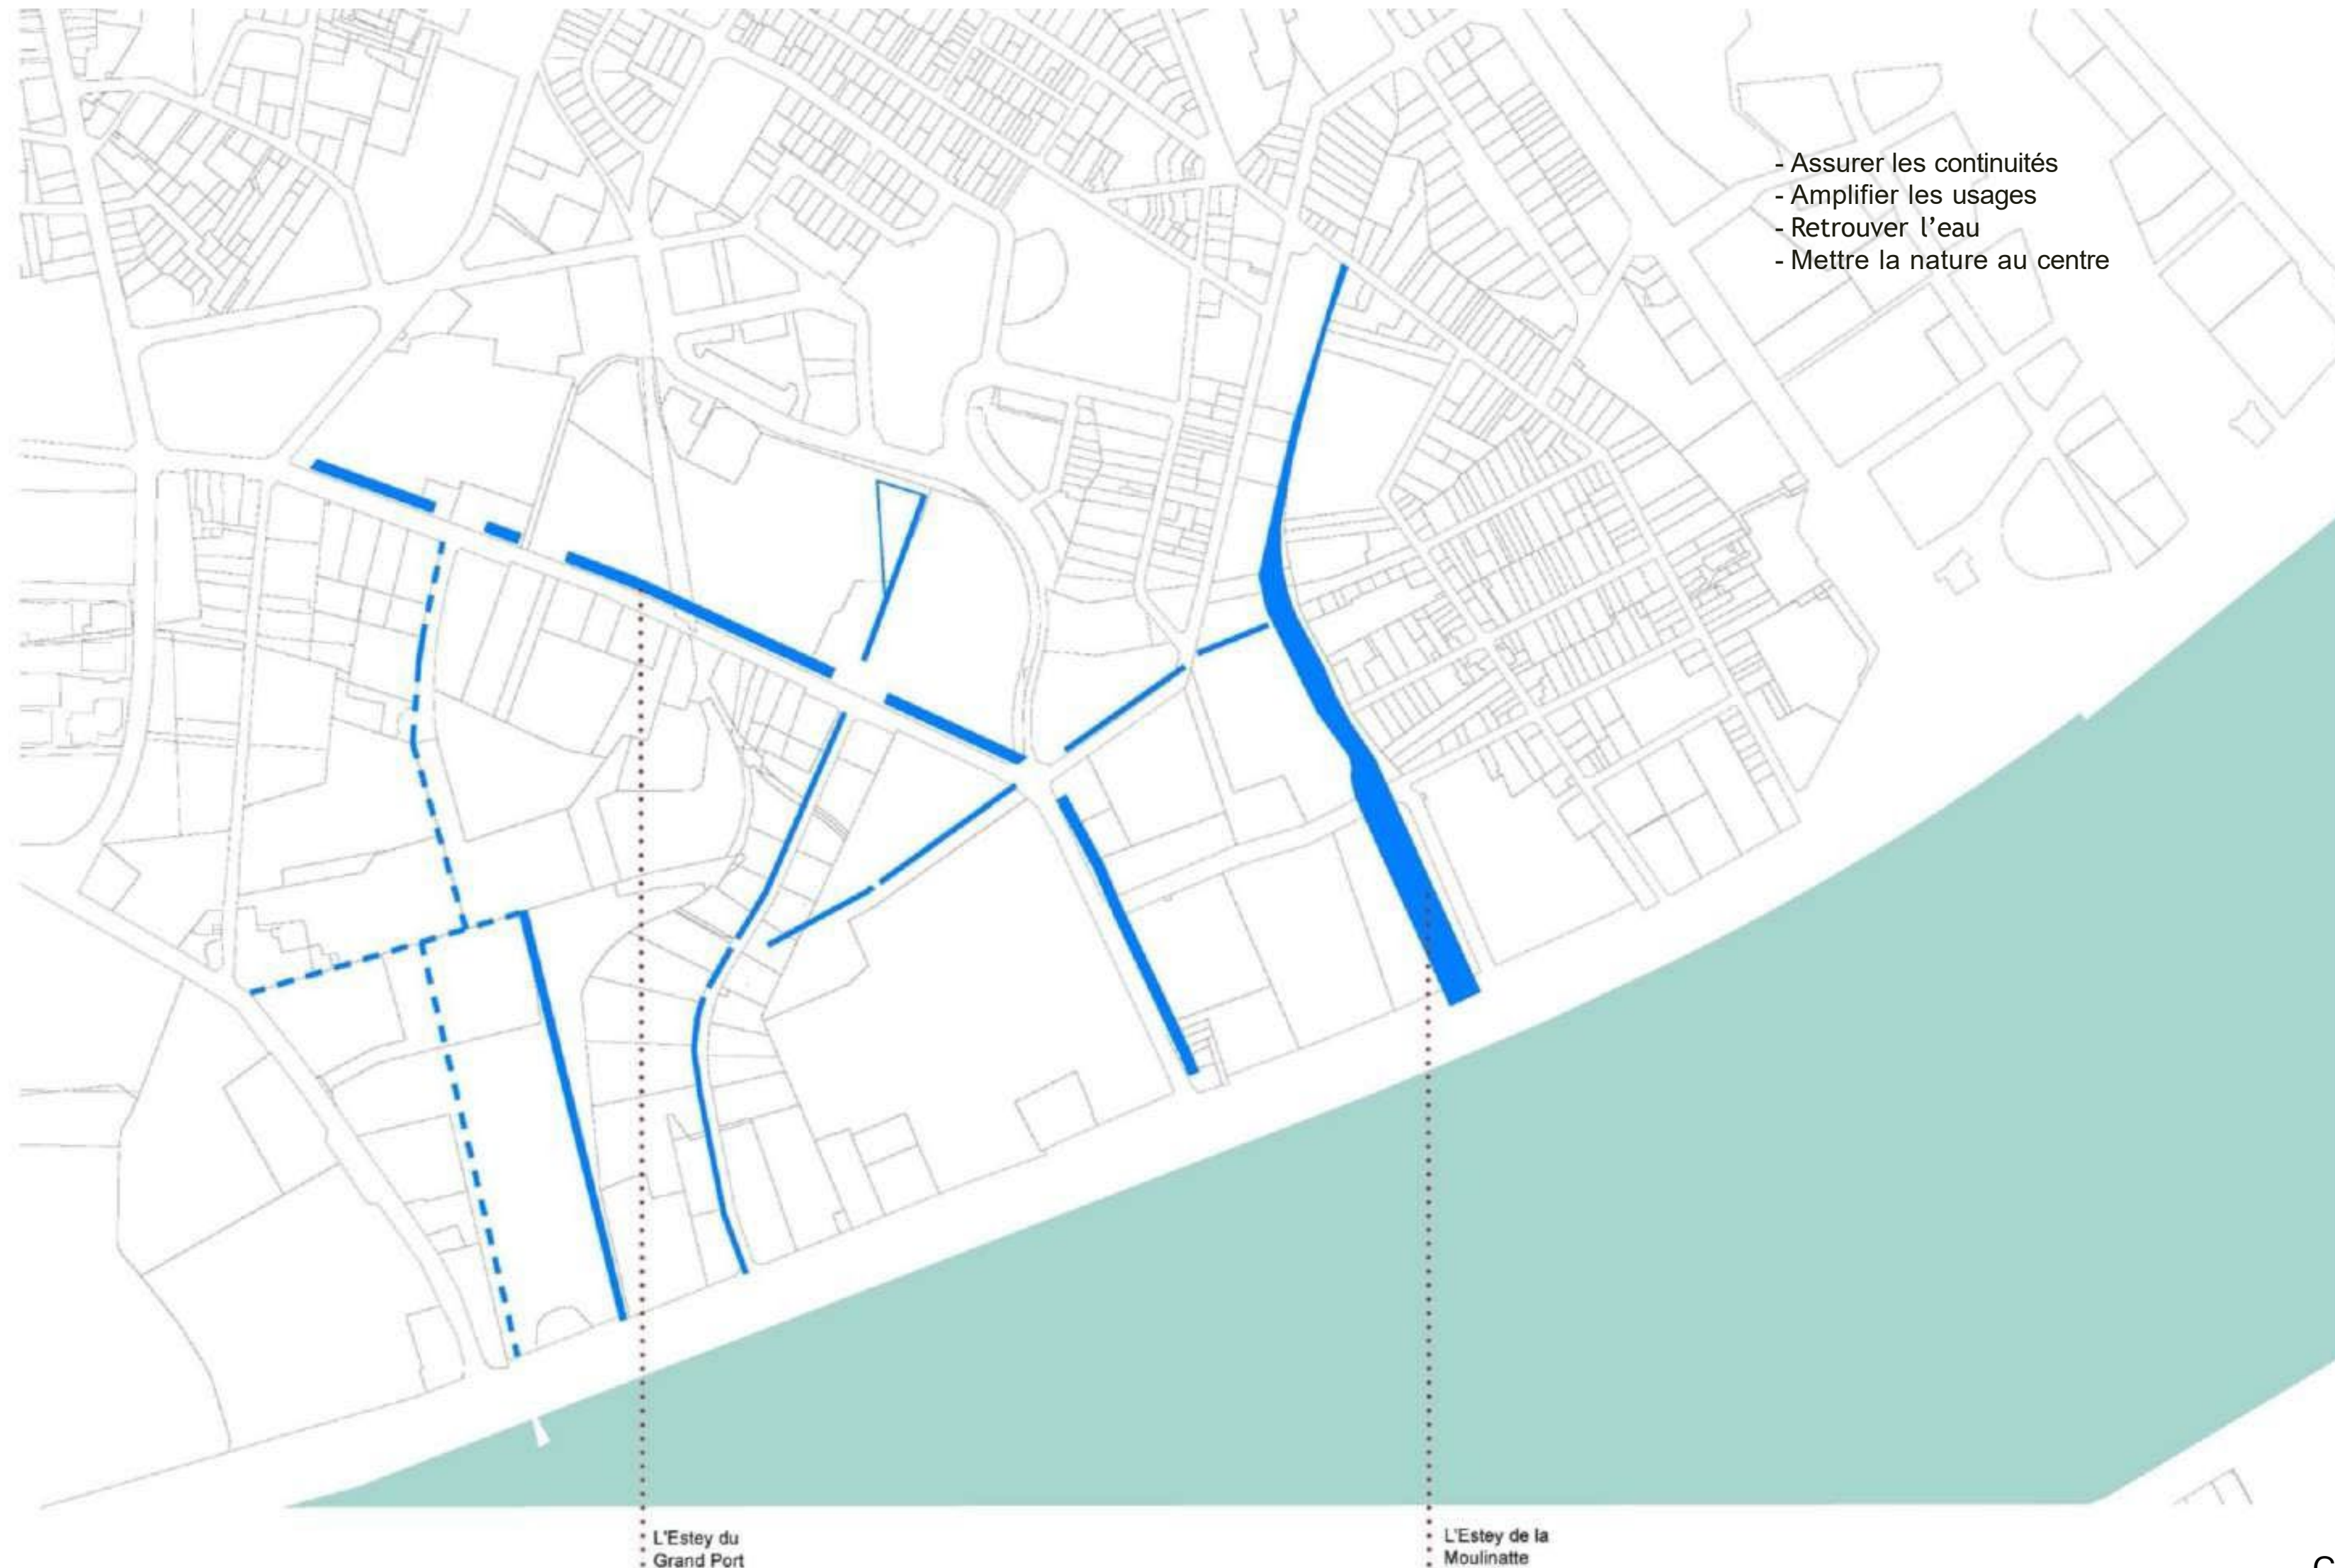 - Assurer les continuités
- Amplifier les usages
- Retrouver l’eau
- Mettre la nature au centre
L'Estey du
Grand Port
L'Estey de la
Moulinatte